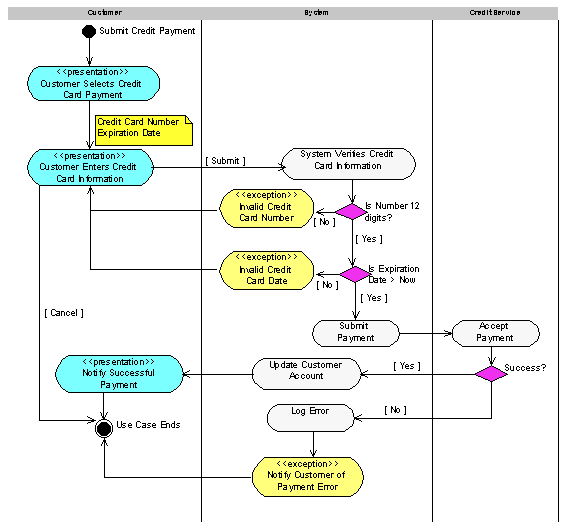 Customer
System
Credit Service
Submit Credit Payment
<<presentation>>
Customer Selects Credit
Card Payment
Credit Card Number
Expiration Date
<<presentation>>
Customer Enters Credit
Card Information
[ Submit ]
System Verifies Credit
Card Information
<<exception>>
Invalid Credit
Card Number
[ No ]
Is Number 12
digits?
[ Yes ]
<<exception>>
Invalid Credit
Card Date
[ No ]
Is Expiration
Date > Now
[ Yes ]
[ Cancel ]
Submit
Payment
Accept
Payment
<<presentation>>
Notify Successful
Payment
Update Customer
Account
[ Yes ]
Success?
[ No ]
Log Error
Use Case Ends
<<exception>>
Notify Customer of
Payment Error